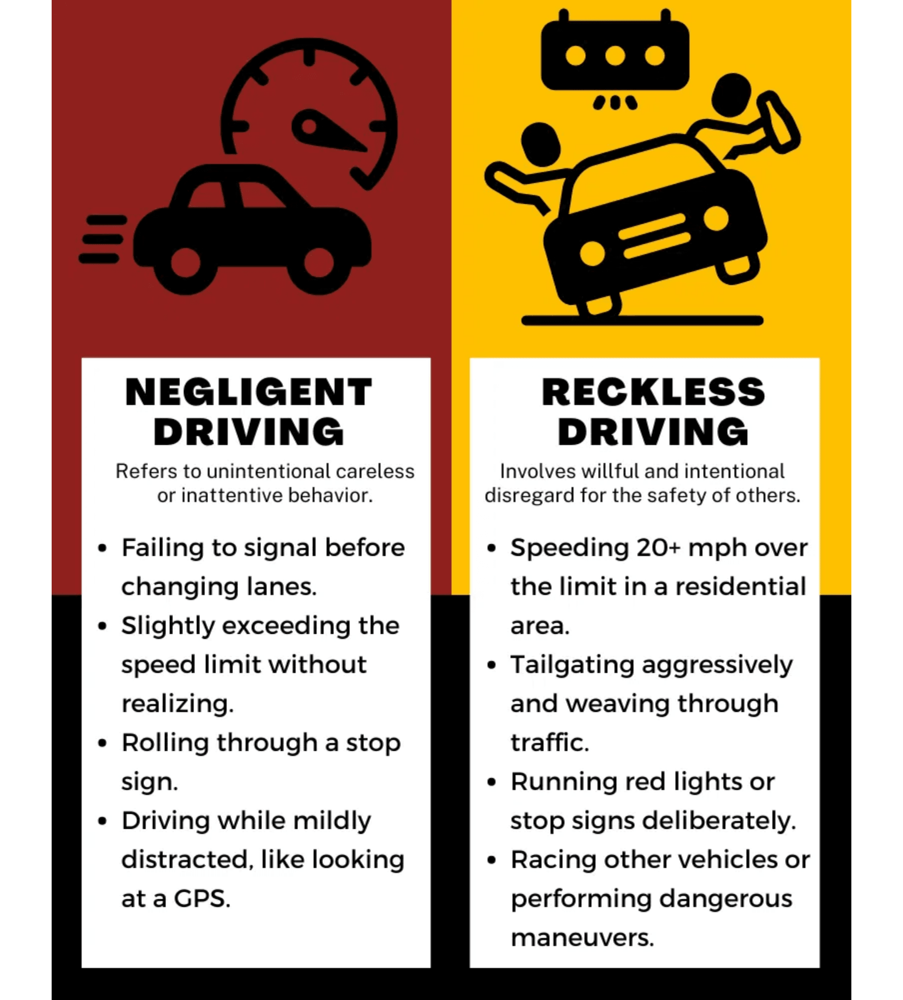 NEGLIGENT
DRIVING
Refers to unintentional careless
or inattentive behavior.
• Failing to signal before
changing lanes.
• Slightly exceeding the
speed limit without
realizing.
• Rolling through a stop
sign.
• Driving while mildly
distracted, like looking
at a GPS.
RECKLESS
DRIVING
Involves willful and intentional
disregard for the safety of others.
• Speeding 20+ mph over
the limit in a residential
area.
• Tailgating aggressively
and weaving through
traffic.
• Running red lights or
stop signs deliberately.
• Racing other vehicles or
performing dangerous
maneuvers.